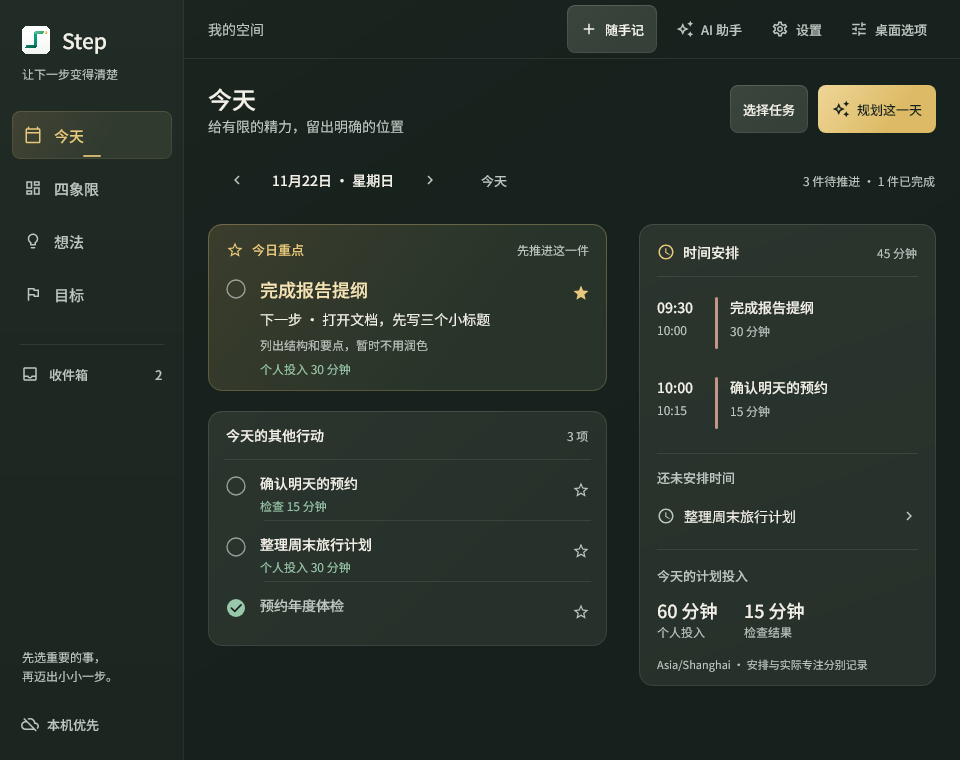 Step
让下一步变得清楚
今天
四象限
想法
目标
收件箱 2
先选重要的事,
再迈出小小一步。
本机优先
我的空间
随手记
AI 助手
设置
桌面选项
今天
给有限的精力，留出明确的位置
选择任务
规划这一天
11月22日 · 星期日
今天
3 件待推进 · 1 件已完成
今日重点
先推进这一件
完成报告提纲
下一步 · 打开文档，先写三个小标题
列出结构和要点，暂时不用润色
个人投入 30 分钟
今天的其他行动
3 项
确认明天的预约
检查 15 分钟
整理周末旅行计划
个人投入 30 分钟
预约年度体检
时间安排
45 分钟
09:30 完成报告提纲
10:00 30 分钟
10:00 确认明天的预约
10:15 15 分钟
还未安排时间
整理周末旅行计划
今天的计划投入
60 分钟 15 分钟
个人投入 检查结果
Asia/Shanghai · 安排与实际专注分别记录